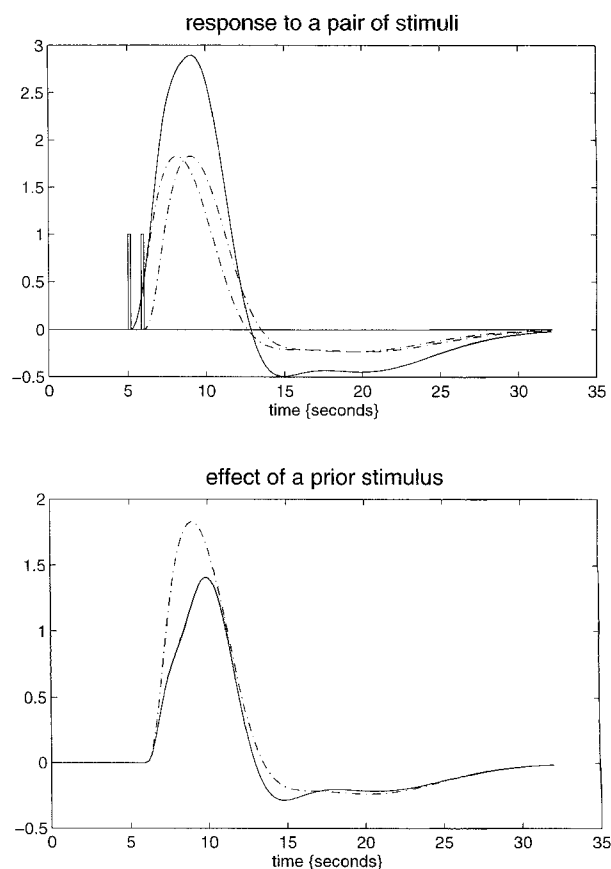 response to a pair of stimuli
3
2.5
2
1.5
1
0.5
0
−0.5
0 5 10 15 20 25 30 35
time {seconds}
effect of a prior stimulus
2
1.5
1
0.5
0
−0.5
0 5 10 15 20 25 30 35
time {seconds}